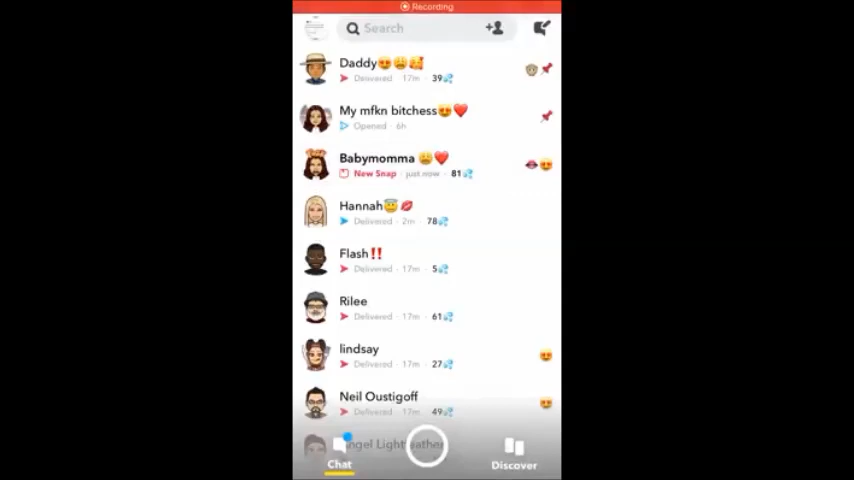 Recording
Search
Daddy😍😩🥰
Delivered · 17m · 39💦
My mfkn bitchess😍❤️
Opened · 6h
Babymomma 😩❤️
New Snap · just now · 81💦
Hannah😇💋
Delivered · 2m · 78💦
Flash‼️
Delivered · 17m · 5💦
Rilee
Delivered · 17m · 61💦
lindsay
Delivered · 17m · 27💦
Neil Oustigoff
Delivered · 17m · 49💦
Angel Lightfeather
Chat
Discover